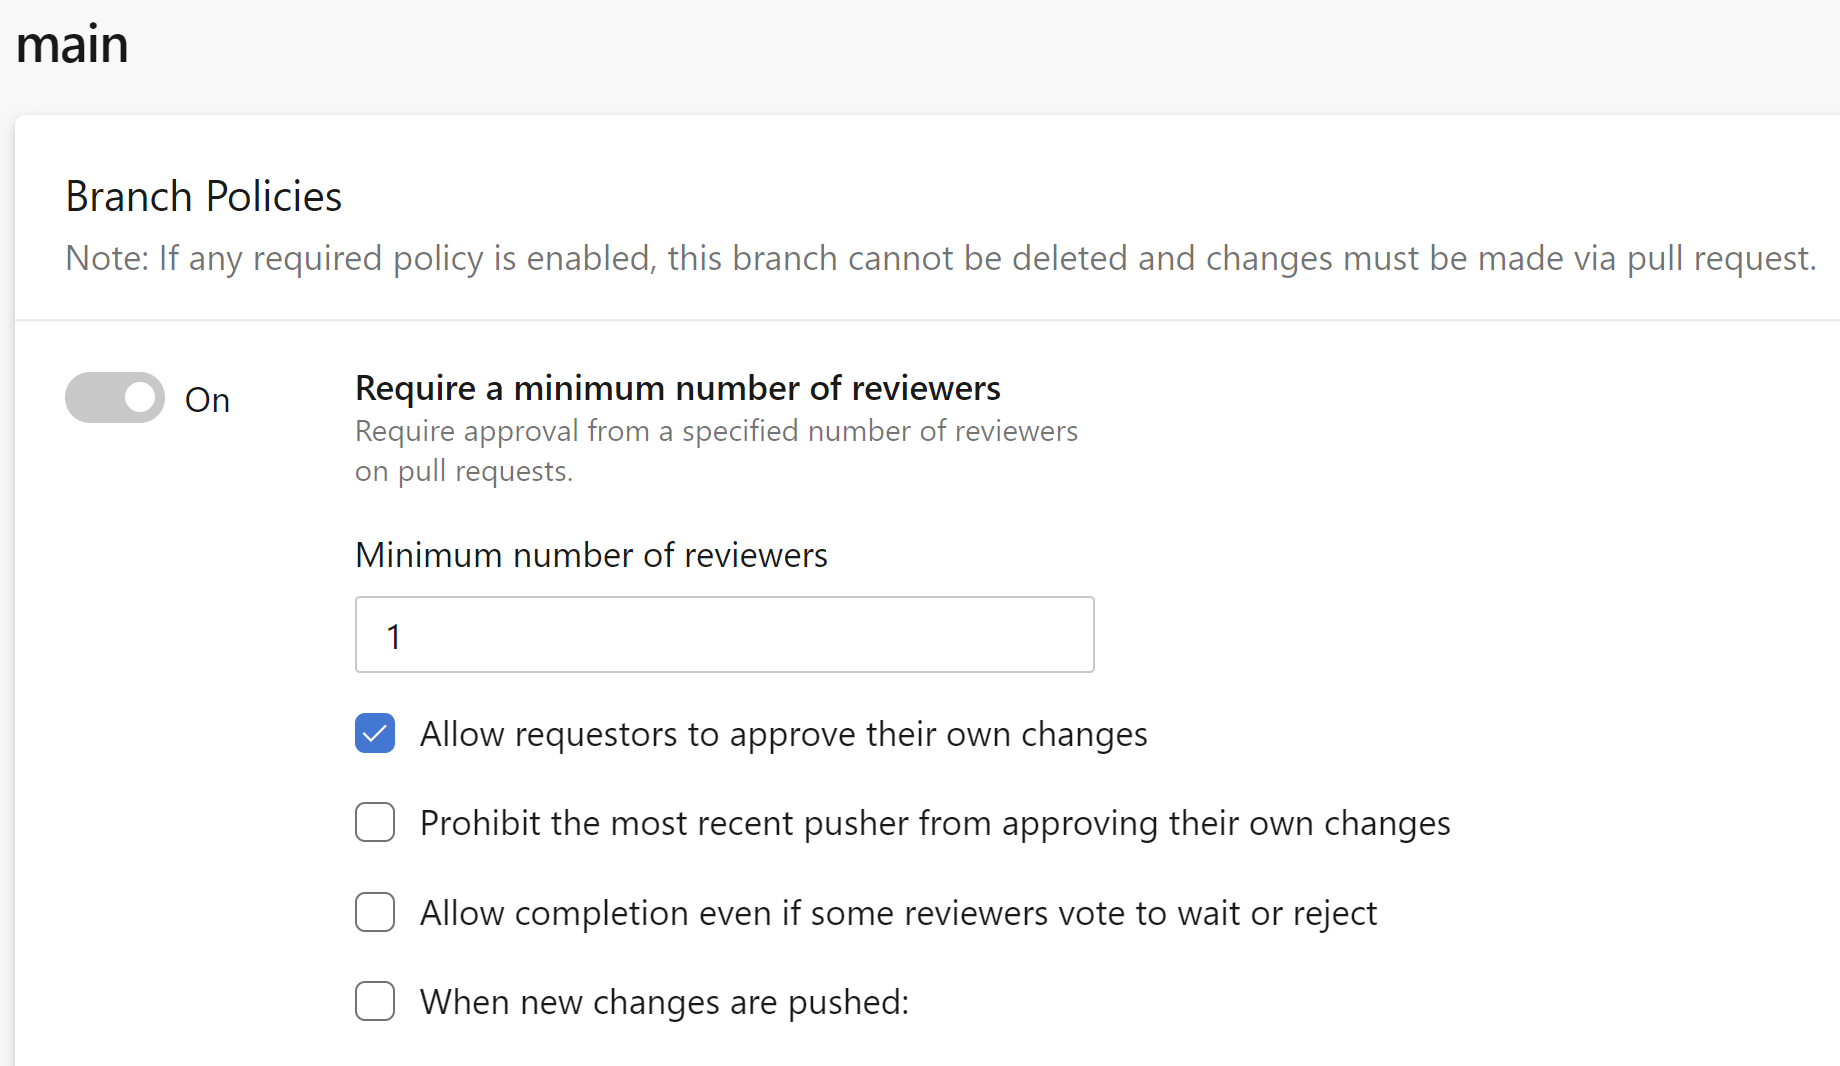 main
Branch Policies
Note: If any required policy is enabled, this branch cannot be deleted and changes must be made via pull request.
On
Require a minimum number of reviewers
Require approval from a specified number of reviewers
on pull requests.
Minimum number of reviewers
1
Allow requestors to approve their own changes
Prohibit the most recent pusher from approving their own changes
Allow completion even if some reviewers vote to wait or reject
When new changes are pushed: